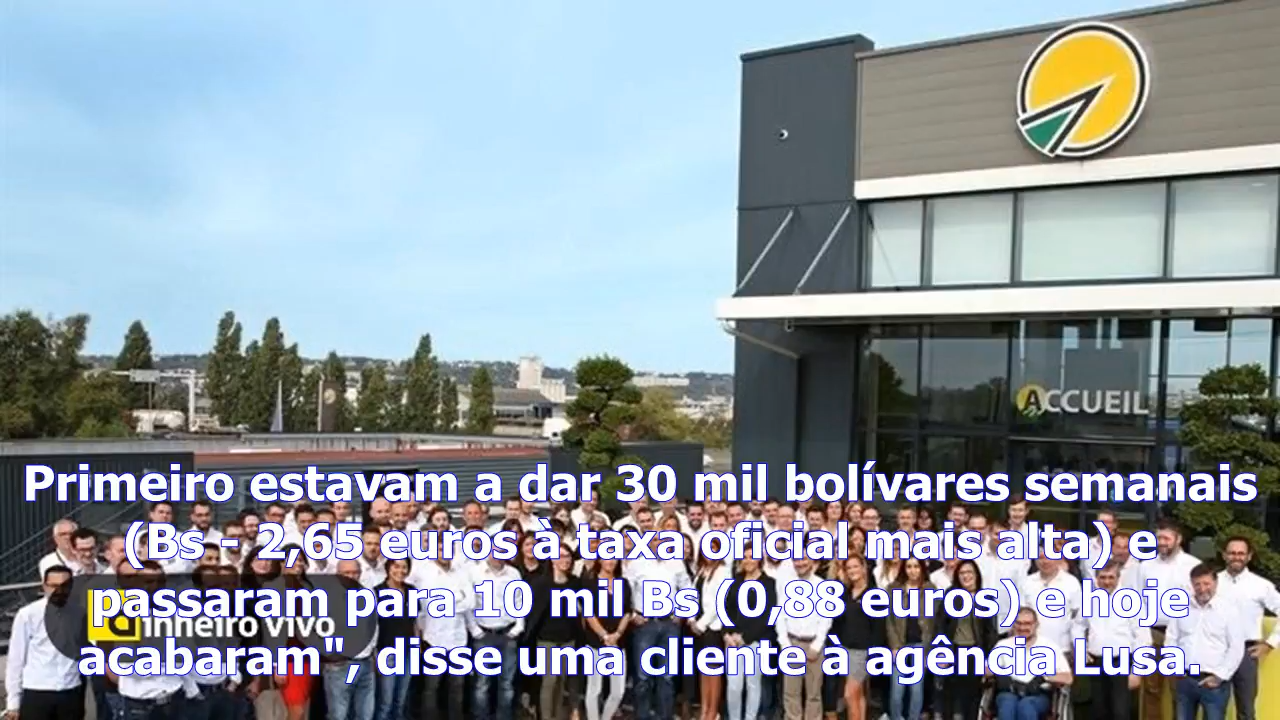 ACCUEIL
Primeiro estavam a dar 30 mil bolívares semanais
(Bs - 2,65 euros à taxa oficial mais alta) e
passaram para 10 mil Bs (0,88 euros) e hoje
dinheiro vivo
acabaram", disse uma cliente à agência Lusa.